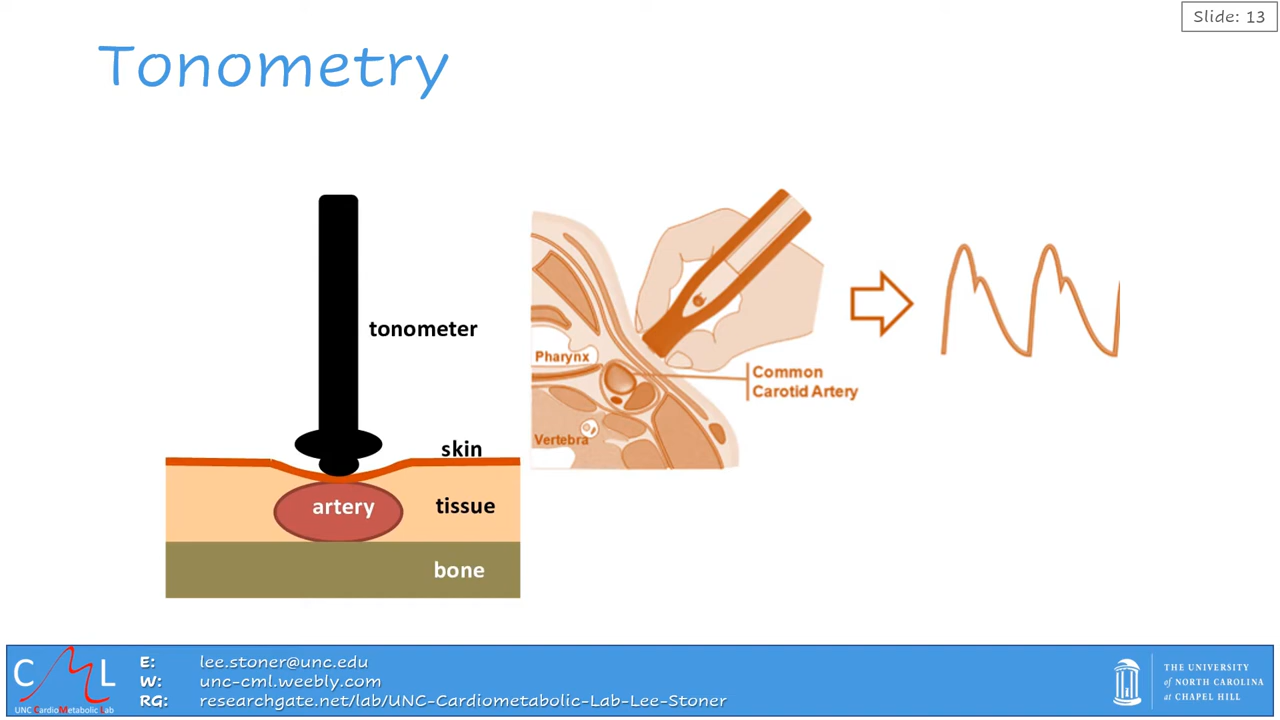 Slide: 13
Tonometry
tonometer
skin
artery
tissue
bone
Pharynx
Common
Carotid Artery
Vertebra
CML
UNC CardioMetabolic Lab
E: lee.stoner@unc.edu
W: unc-cml.weebly.com
RG: researchgate.net/lab/UNC-Cardiometabolic-Lab-Lee-Stoner
THE UNIVERSITY
of NORTH CAROLINA
at CHAPEL HILL